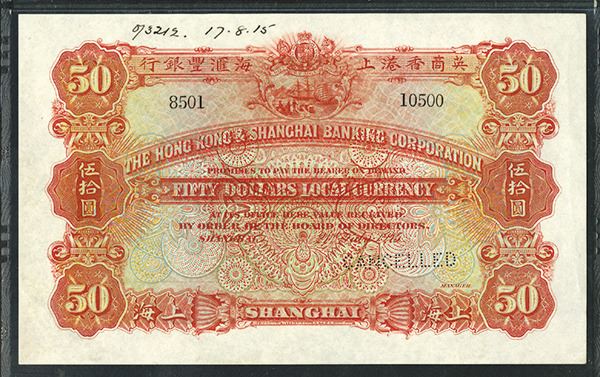 0/3212. 17.8.15
50 行銀豐滙海 上港香啇英 50
8501 10500
THE HONG KONG & SHANGHAI BANKING CORPORATION
PROMISES TO PAY THE BEARER ON DEMAND
伍拾圓 FIFTY DOLLARS LOCAL CURRENCY 伍拾圓
AT ITS OFFICE HERE VALUE RECEIVED
BY ORDER OF THE BOARD OF DIRECTORS.
SHANGHAI
CANCELLED
MANAGER
50 50
海上 SHANGHAI 海上